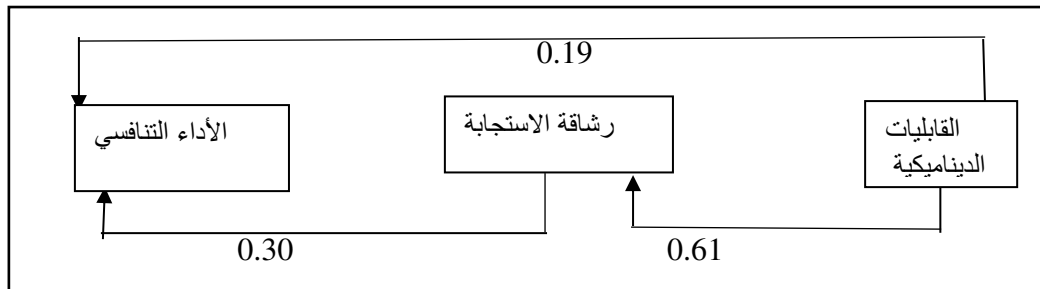 0.19
القابليات
الديناميكية
رشاقة الاستجابة
الأداء التنافسي
0.61
0.30